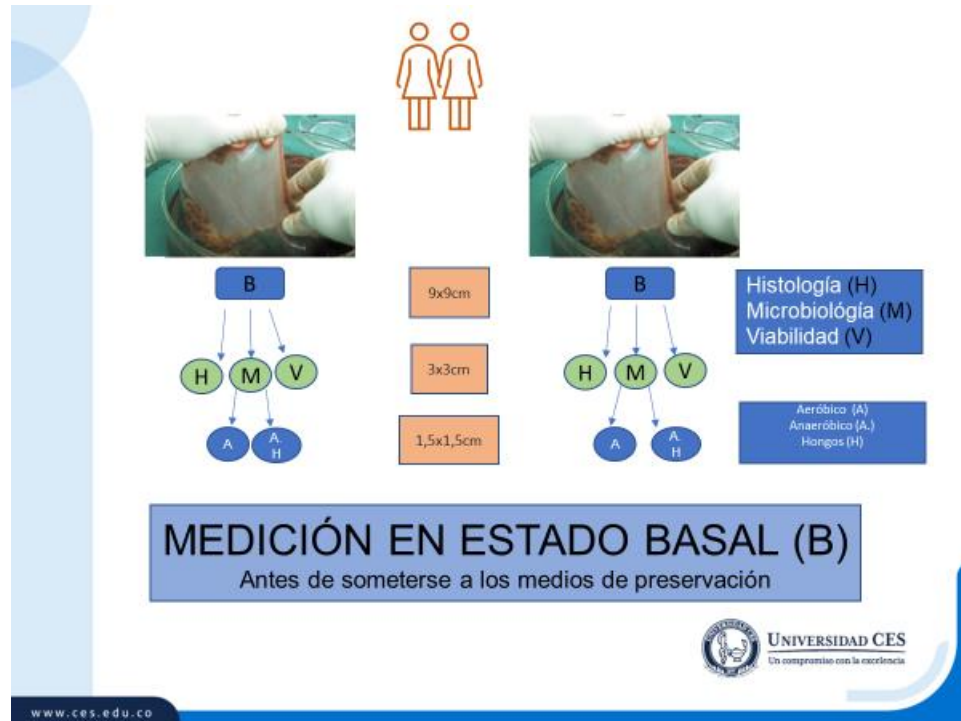 B
9x9cm
B
Histología (H)
Microbiológía (M)
Viabilidad (V)
H
M
V
3x3cm
H
M
V
A
A.
H
1,5x1,5cm
A
A.
H
Aeróbico (A)
Anaeróbico (A.)
Hongos (H)
MEDICIÓN EN ESTADO BASAL (B)
Antes de someterse a los medios de preservación
UNIVERSIDAD CES
Un compromiso con la excelencia
www.ces.edu.co